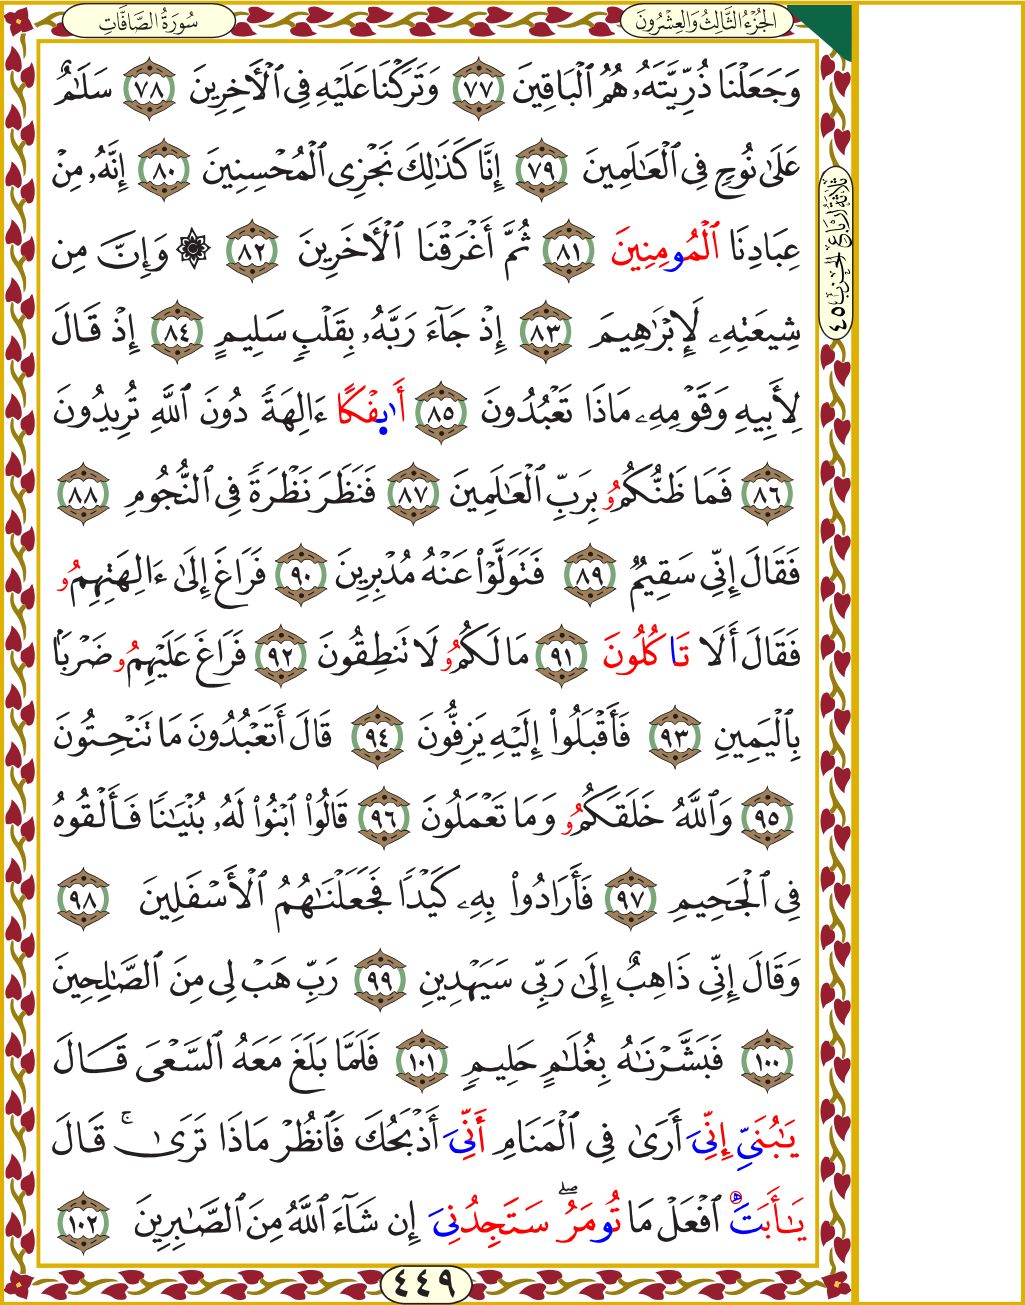 الجُزْءُ الثَّالِثُ وَالعِشْرُونَ
سُورَةُ الصَّافَّاتِ
وَجَعَلْنَا ذُرِّيَّتَهُۥ هُمُ ٱلْبَاقِينَ ٧٧ وَتَرَكْنَا عَلَيْهِ فِى ٱلْأَخِرِينَ ٧٨ سَلَٰمٌ
عَلَىٰ نُوحٍ فِى ٱلْعَٰلَمِينَ ٧٩ إِنَّا كَذَٰلِكَ نَجْزِى ٱلْمُحْسِنِينَ ٨٠ إِنَّهُۥ مِنْ
عِبَادِنَا ٱلْمُومِنِينَ ٨١ ثُمَّ أَغْرَقْنَا ٱلْأَخَرِينَ ٨٢ ۞ وَإِنَّ مِن
شِيعَتِهِۦ لَإِبْرَٰهِيمَ ٨٣ إِذْ جَآءَ رَبَّهُۥ بِقَلْبٍ سَلِيمٍ ٨٤ إِذْ قَالَ
لِأَبِيهِ وَقَوْمِهِۦ مَاذَا تَعْبُدُونَ ٨٥ أَٰىِٕفْكًا ءَالِهَةً دُونَ ٱللَّهِ تُرِيدُونَ
٨٦ فَمَا ظَنُّكُمُۥ بِرَبِّ ٱلْعَٰلَمِينَ ٨٧ فَنَظَرَ نَظْرَةً فِى ٱلنُّجُومِ ٨٨
فَقَالَ إِنِّى سَقِيمٌ ٨٩ فَتَوَلَّوْا۟ عَنْهُ مُدْبِرِينَ ٩٠ فَرَاغَ إِلَىٰ ءَالِهَتِهِمُۥ
فَقَالَ أَلَا تَاكُلُونَ ٩١ مَا لَكُمُۥ لَا تَنطِقُونَ ٩٢ فَرَاغَ عَلَيْهِمُۥ ضَرْبًۢا
بِٱلْيَمِينِ ٩٣ فَأَقْبَلُوٓا۟ إِلَيْهِ يَزِفُّونَ ٩٤ قَالَ أَتَعْبُدُونَ مَا تَنْحِتُونَ
٩٥ وَٱللَّهُ خَلَقَكُمُۥ وَمَا تَعْمَلُونَ ٩٦ قَالُوا۟ ٱبْنُوا۟ لَهُۥ بُنْيَٰنًا فَأَلْقُوهُ
فِى ٱلْجَحِيمِ ٩٧ فَأَرَادُوا۟ بِهِۦ كَيْدًا فَجَعَلْنَٰهُمُ ٱلْأَسْفَلِينَ ٩٨
وَقَالَ إِنِّى ذَاهِبٌ إِلَىٰ رَبِّى سَيَهْدِينِ ٩٩ رَبِّ هَبْ لِى مِنَ ٱلصَّٰلِحِينَ
١٠٠ فَبَشَّرْنَٰهُ بِغُلَٰمٍ حَلِيمٍ ١٠١ فَلَمَّا بَلَغَ مَعَهُ ٱلسَّعْىَ قَالَ
يَٰبُنَىِّ إِنِّىَ أَرَىٰ فِى ٱلْمَنَامِ أَنِّىَ أَذْبَحُكَ فَٱنظُرْ مَاذَا تَرَىٰ ۚ قَالَ
يَٰٓأَبَتَ ٱفْعَلْ مَا تُومَرُ ۖ سَتَجِدُنِىَ إِن شَآءَ ٱللَّهُ مِنَ ٱلصَّٰبِرِينَ ١٠٢
ثَلَاثَةُ أَرْبَاعِ الحِزْبِ ٤٥
٤٤٩